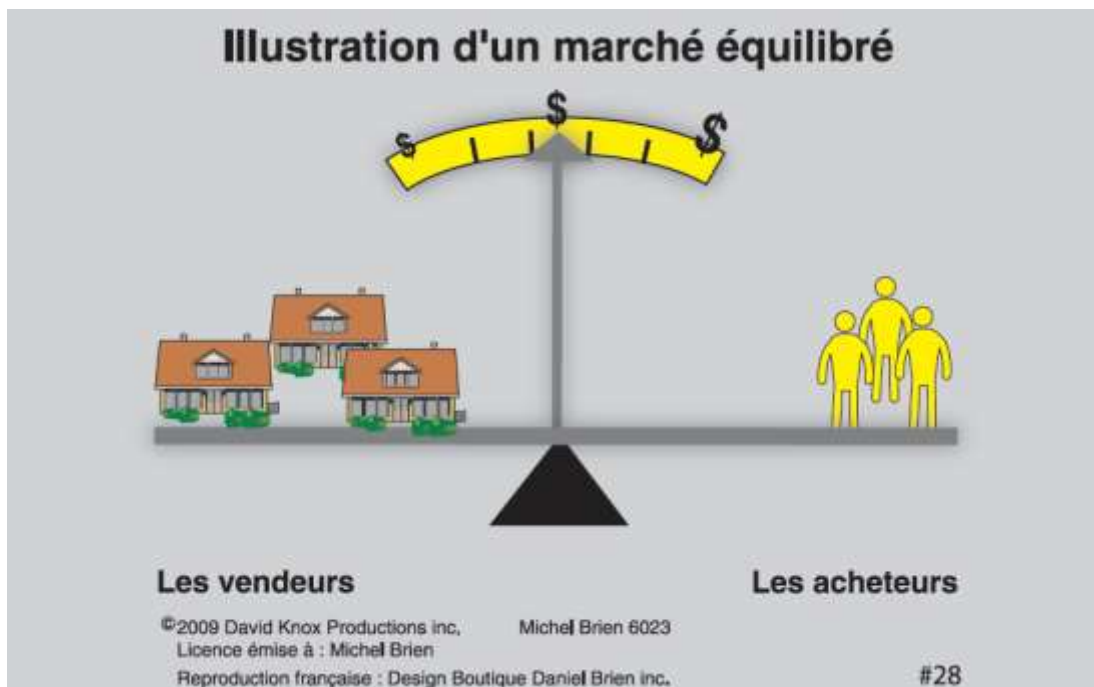 Illustration d'un marché équilibré
$ $ $
Les vendeurs Les acheteurs
©2009 David Knox Productions inc, Michel Brien 6023
Licence émise à : Michel Brien
Reproduction française : Design Boutique Daniel Brien inc.
#28